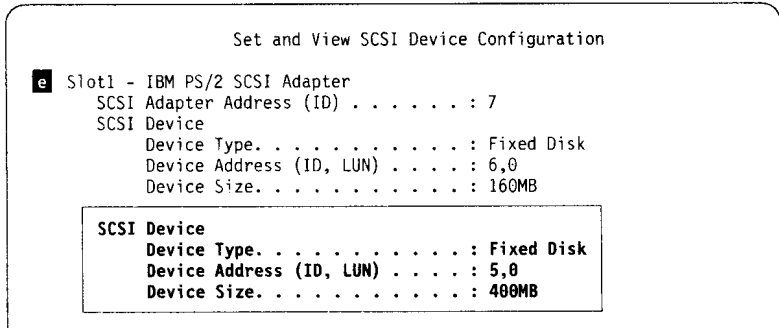 Set and View SCSI Device Configuration
e Slot1 - IBM PS/2 SCSI Adapter
SCSI Adapter Address (ID) . . . . . . : 7
SCSI Device
Device Type. . . . . . . . . . . : Fixed Disk
Device Address (ID, LUN) . . . . : 6,0
Device Size. . . . . . . . . . . : 160MB
SCSI Device
Device Type. . . . . . . . . . . : Fixed Disk
Device Address (ID, LUN) . . . . : 5,0
Device Size. . . . . . . . . . . : 400MB